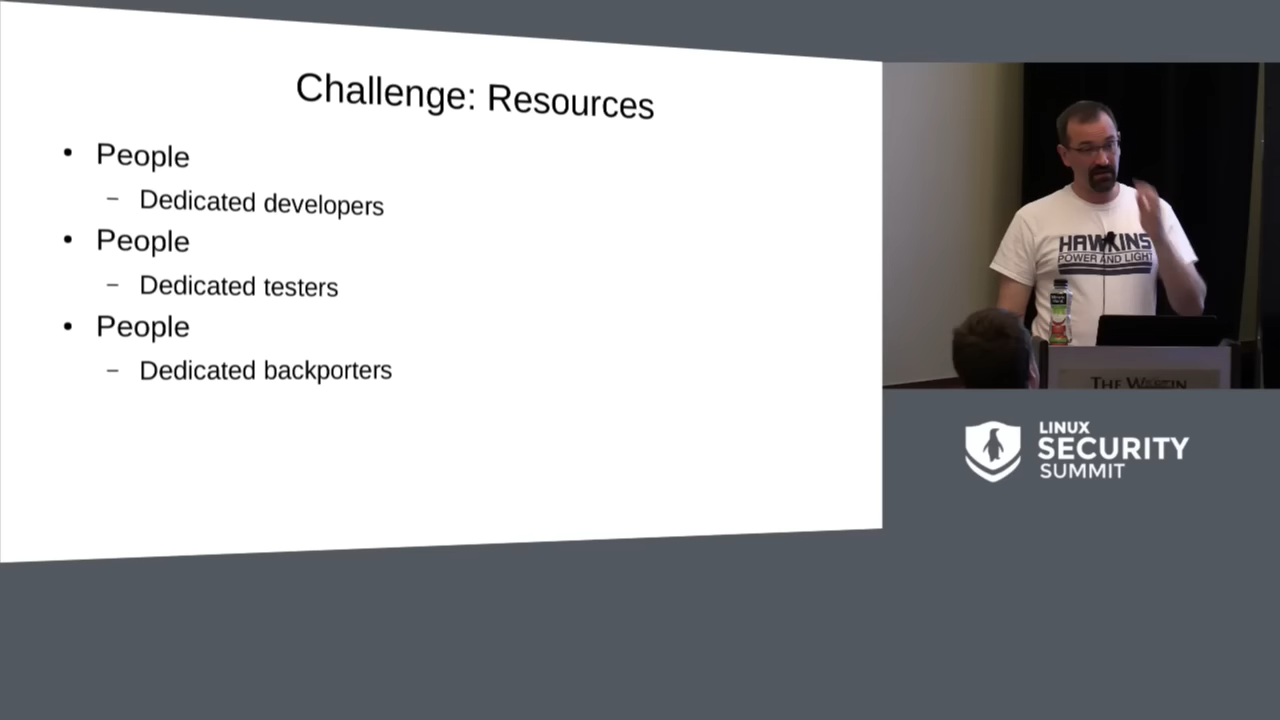 Challenge: Resources
• People
– Dedicated developers
• People
– Dedicated testers
• People
– Dedicated backporters
HAWKINS
POWER AND LIGHT
THE
LINUX
SECURITY
SUMMIT